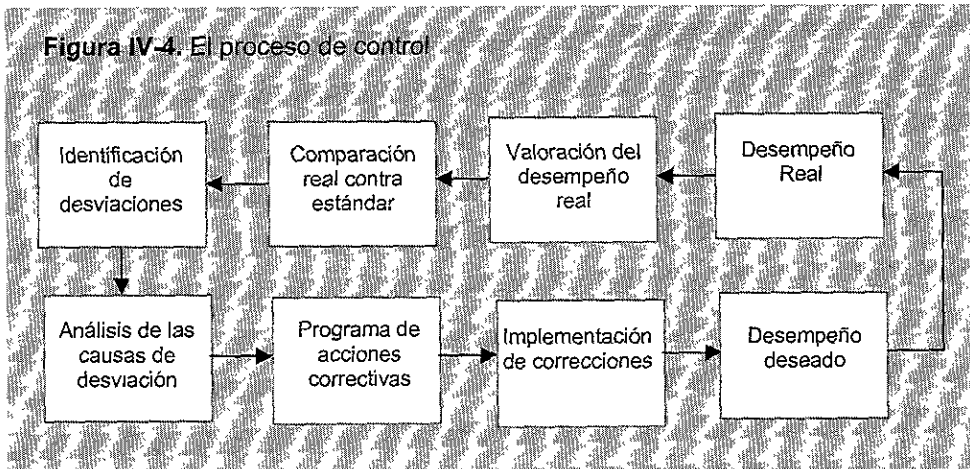 Figura IV-4. El proceso de control
Identificación
de
desviaciones
Comparación
real contra
estándar
Valoración del
desempeño
real
Desempeño
Real
Análisis de las
causas de
desviación
Programa de
acciones
correctivas
Implementación
de correcciones
Desempeño
deseado